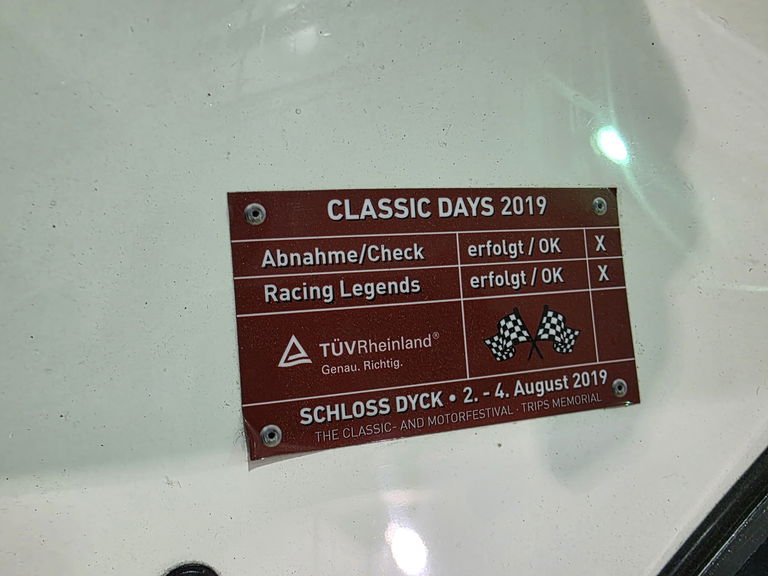 CLASSIC DAYS 2019
Abnahme/Check erfolgt / OK X
Racing Legends erfolgt / OK X
TÜVRheinland®
Genau. Richtig.
SCHLOSS DYCK • 2. - 4. August 2019
THE CLASSIC- AND MOTORFESTIVAL · TRIPS MEMORIAL